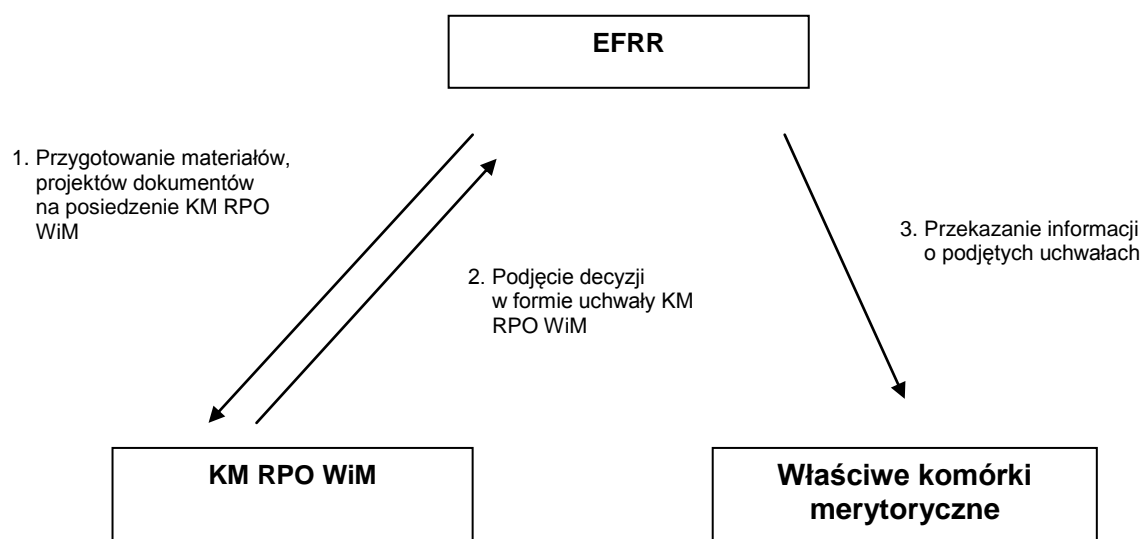 EFRR
1. Przygotowanie materiałów,
projektów dokumentów
na posiedzenie KM RPO
WiM
2. Podjęcie decyzji
w formie uchwały KM
RPO WiM
3. Przekazanie informacji
o podjętych uchwałach
KM RPO WiM
Właściwe komórki
merytoryczne